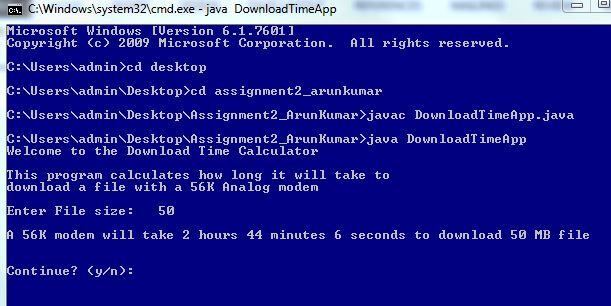 C:\Windows\system32\cmd.exe - java DownloadTimeApp
Microsoft Windows [Version 6.1.7601]
Copyright (c) 2009 Microsoft Corporation.  All rights reserved.
C:\Users\admin>cd desktop
C:\Users\admin\Desktop>cd assignment2_arunkumar
C:\Users\admin\Desktop\Assignment2_ArunKumar>javac DownloadTimeApp.java
C:\Users\admin\Desktop\Assignment2_ArunKumar>java DownloadTimeApp
Welcome to the Download Time Calculator
This program calculates how long it will take to
download a file with a 56K Analog modem
Enter File size:   50
A 56K modem will take 2 hours 44 minutes 6 seconds to download 50 MB file
Continue? (y/n):